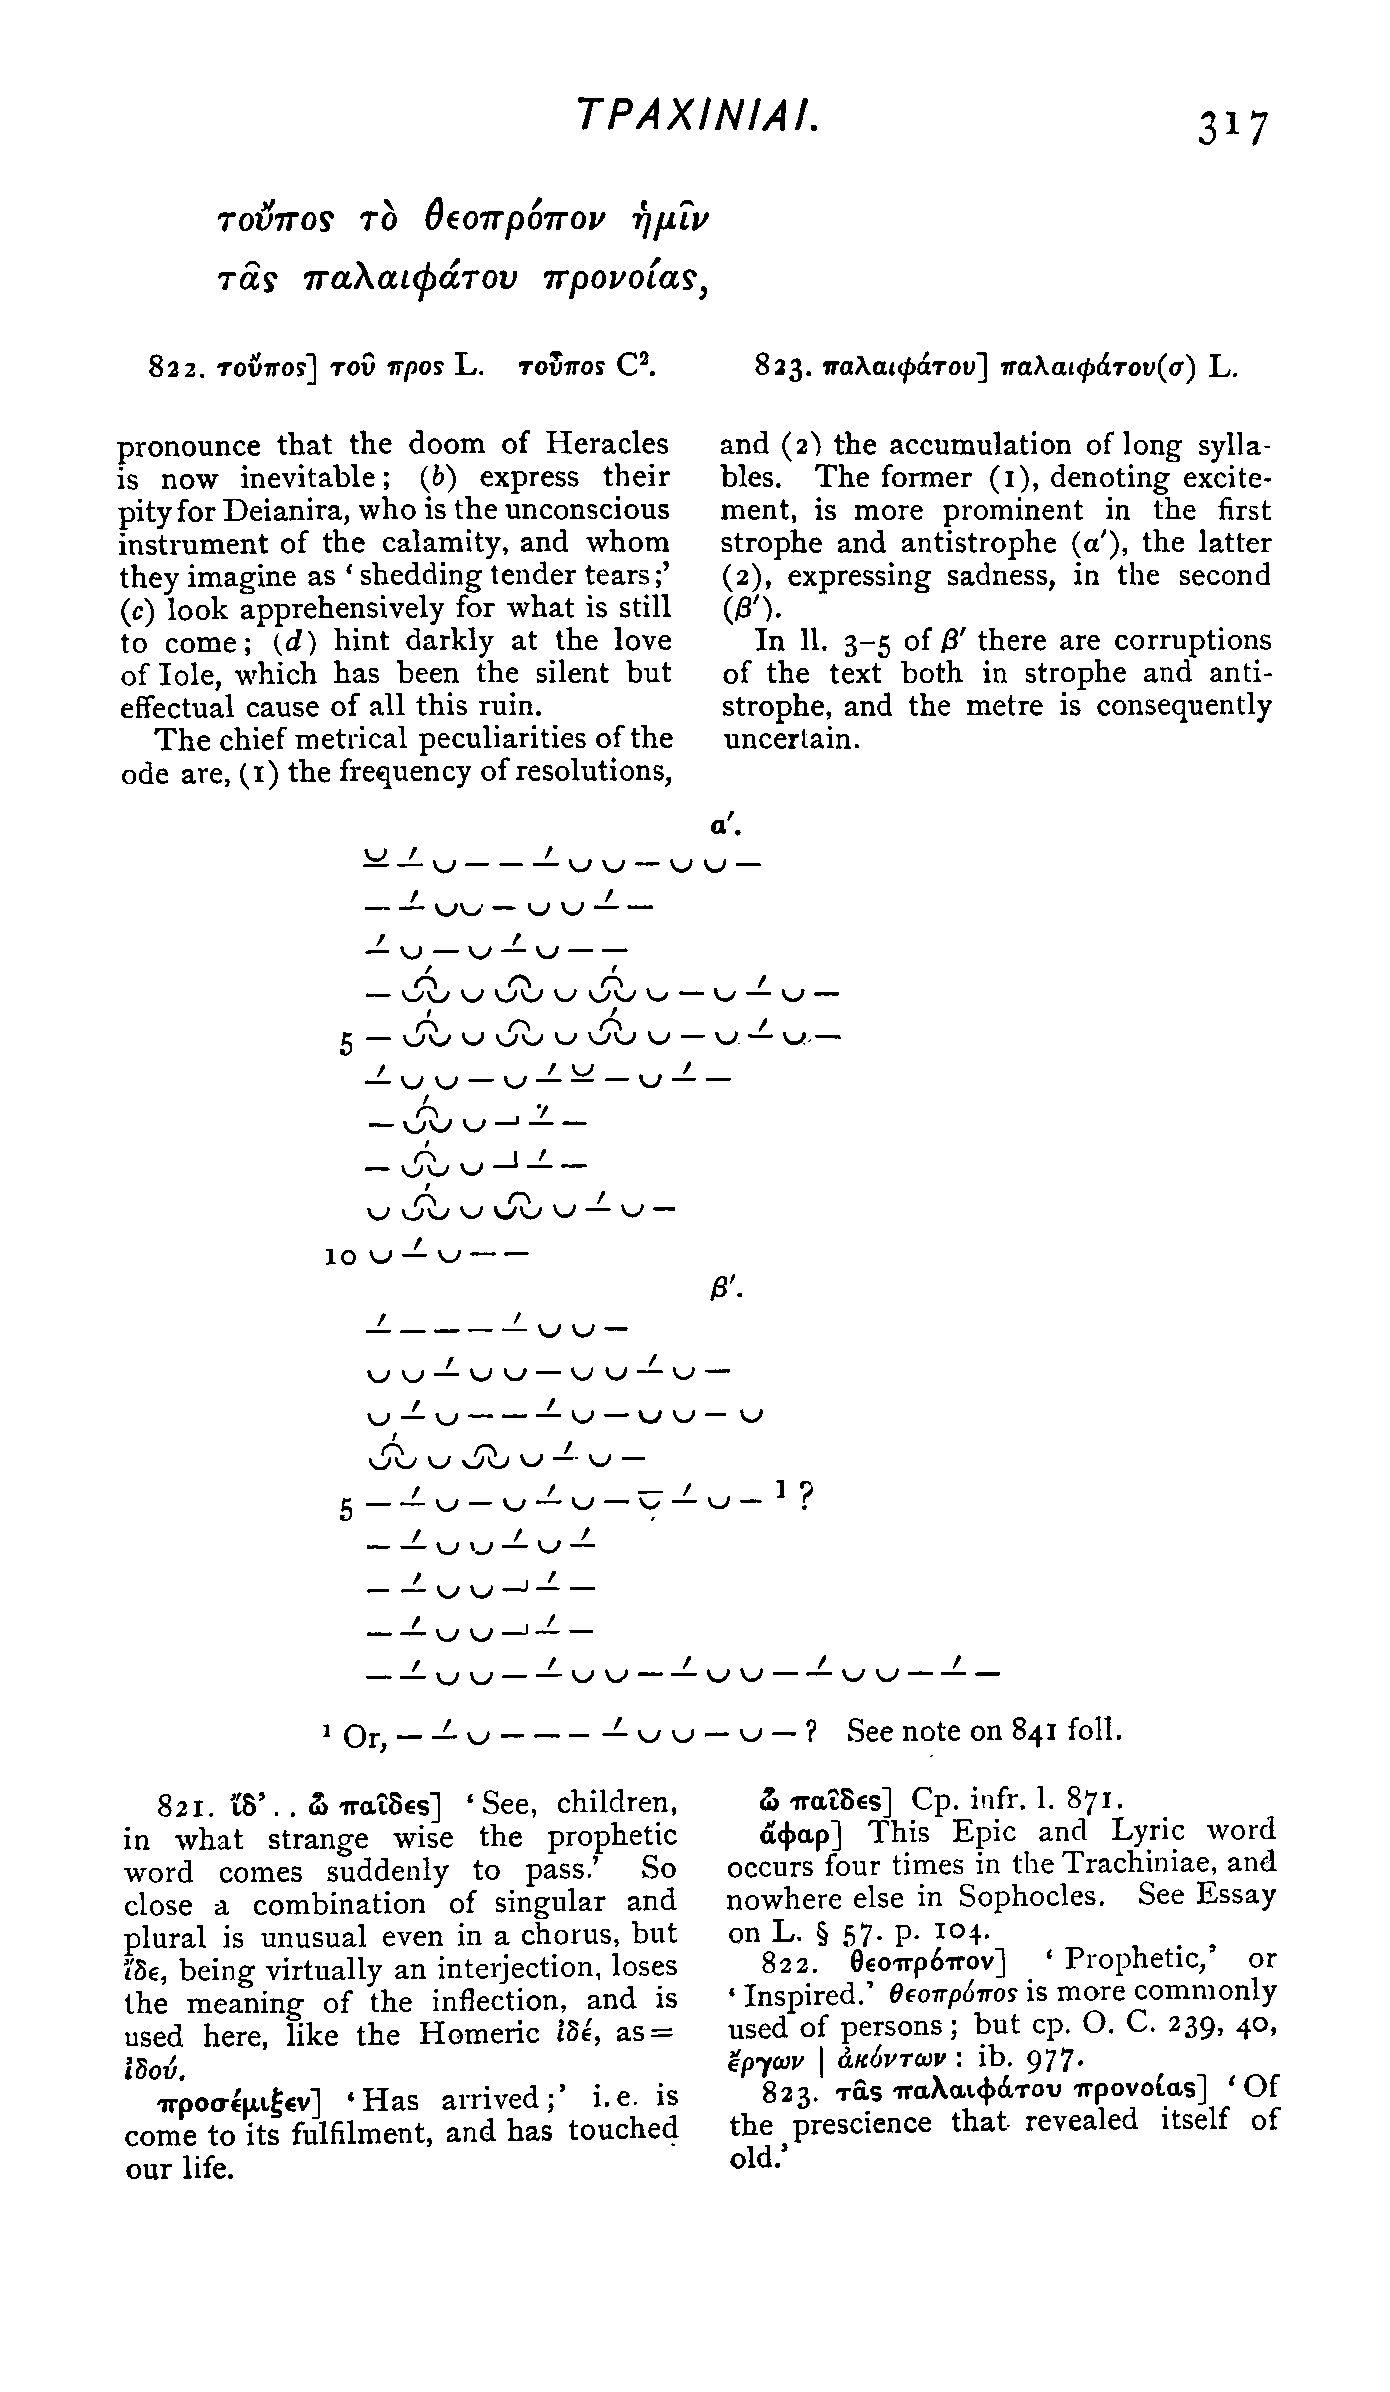 ΤΡΑΧΙΝΙΑΙ.
317
τοὔπος τὸ θεοπρόπον ἡμῖν
τᾶς παλαιφάτου προνοίας,
822. τοὔπος] τοῦ προς L. τοὖπος C². 823. παλαιφάτου] παλαιφάτου(σ) L.
pronounce that the doom of Heracles
is now inevitable; (b) express their
pity for Deianira, who is the unconscious
instrument of the calamity, and whom
they imagine as ‘shedding tender tears;’
(c) look apprehensively for what is still
to come; (d) hint darkly at the love
of Iole, which has been the silent but
effectual cause of all this ruin.
The chief metrical peculiarities of the
ode are, (1) the frequency of resolutions,
and (2) the accumulation of long sylla-
bles. The former (1), denoting excite-
ment, is more prominent in the first
strophe and antistrophe (α′), the latter
(2), expressing sadness, in the second
(β′).
In ll. 3–5 of β′ there are corruptions
of the text both in strophe and anti-
strophe, and the metre is consequently
uncertain.
α′.
5
10
β′.
5 ¹ ?
¹ Or, – –́ ⏑ – – – –́ ⏑ ⏑ – ⏑ – ? See note on 841 foll.
821. ἴδ’ . . ὦ παῖδες] ‘See, children,
in what strange wise the prophetic
word comes suddenly to pass.’ So
close a combination of singular and
plural is unusual even in a chorus, but
ἴδε, being virtually an interjection, loses
the meaning of the inflection, and is
used here, like the Homeric ἰδέ, as =
ἰδού.
προσέμιξεν] ‘Has arrived;’ i. e. is
come to its fulfilment, and has touched
our life.
ὦ παῖδες] Cp. infr. l. 871.
ἄφαρ] This Epic and Lyric word
occurs four times in the Trachiniae, and
nowhere else in Sophocles. See Essay
on L. § 57. p. 104.
822. θεοπρόπον] ‘Prophetic,’ or
‘Inspired.’ θεοπρόπος is more commonly
used of persons; but cp. O. C. 239, 40,
ἔργων | ἀκόντων: ib. 977.
823. τᾶς παλαιφάτου προνοίας] ‘Of
the prescience that revealed itself of
old.’